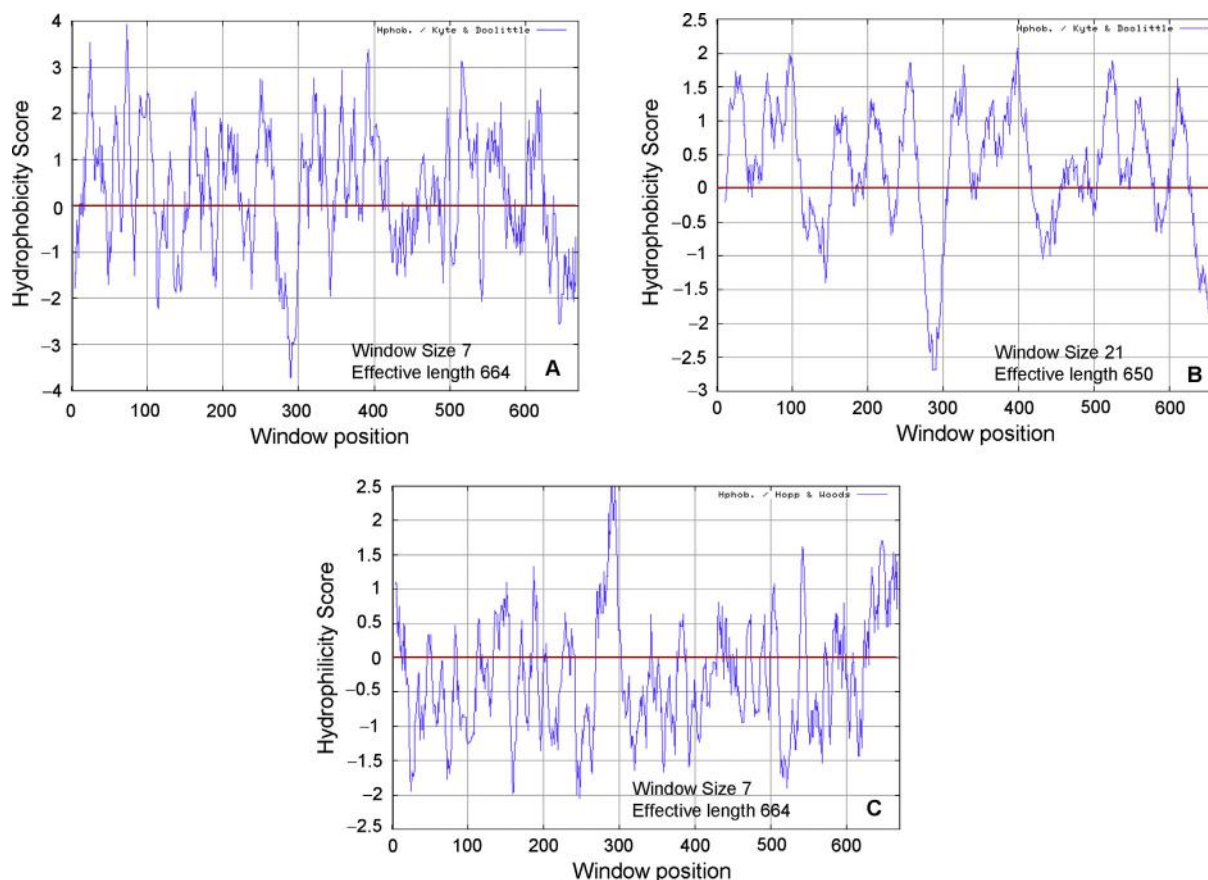 Hphob. / Kyte & Doolittle
4
3
2
1
0
−1
−2
−3
−4
Hydrophobicity Score
Window Size 7
Effective length 664
A
0 100 200 300 400 500 600
Window position
Hphob. / Kyte & Doolittle
2.5
2
1.5
1
0.5
0
−0.5
−1
−1.5
−2
−2.5
−3
Hydrophobicity Score
Window Size 21
Effective length 650
B
0 100 200 300 400 500 600
Window position
Hphob. / Hopp & Woods
2.5
2
1.5
1
0.5
0
−0.5
−1
−1.5
−2
−2.5
Hydrophilicity Score
Window Size 7
Effective length 664
C
0 100 200 300 400 500 600
Window position